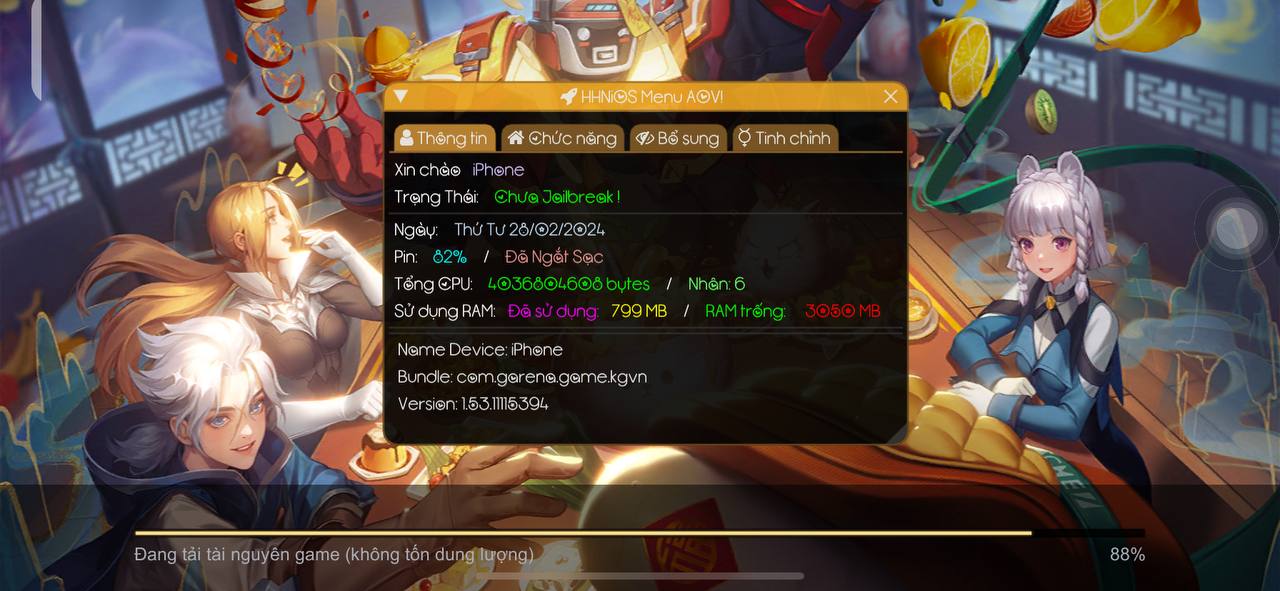 HHNiOS Menu AOV!
Thông tin Chức năng Bổ sung Tinh chỉnh
Xin chào iPhone
Trạng Thái: Chưa Jailbreak !
Ngày: Thứ Tư 28/02/2024
Pin: 82% / Đã Ngắt Sạc
Tổng CPU: 4036804608 bytes / Nhân: 6
Sử dụng RAM: Đã sử dụng: 799 MB / RAM trống: 3050 MB
Name Device: iPhone
Bundle: com.garena.game.kgvn
Version: 1.53.11115394
Đang tải tài nguyên game (không tốn dung lượng) 88%